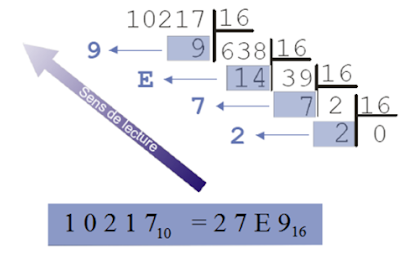 10217 16
9 9 638 16
E 14 39 16
7 7 2 16
2 2 0
Sens de lecture
10217₁₀ = 27E9₁₆